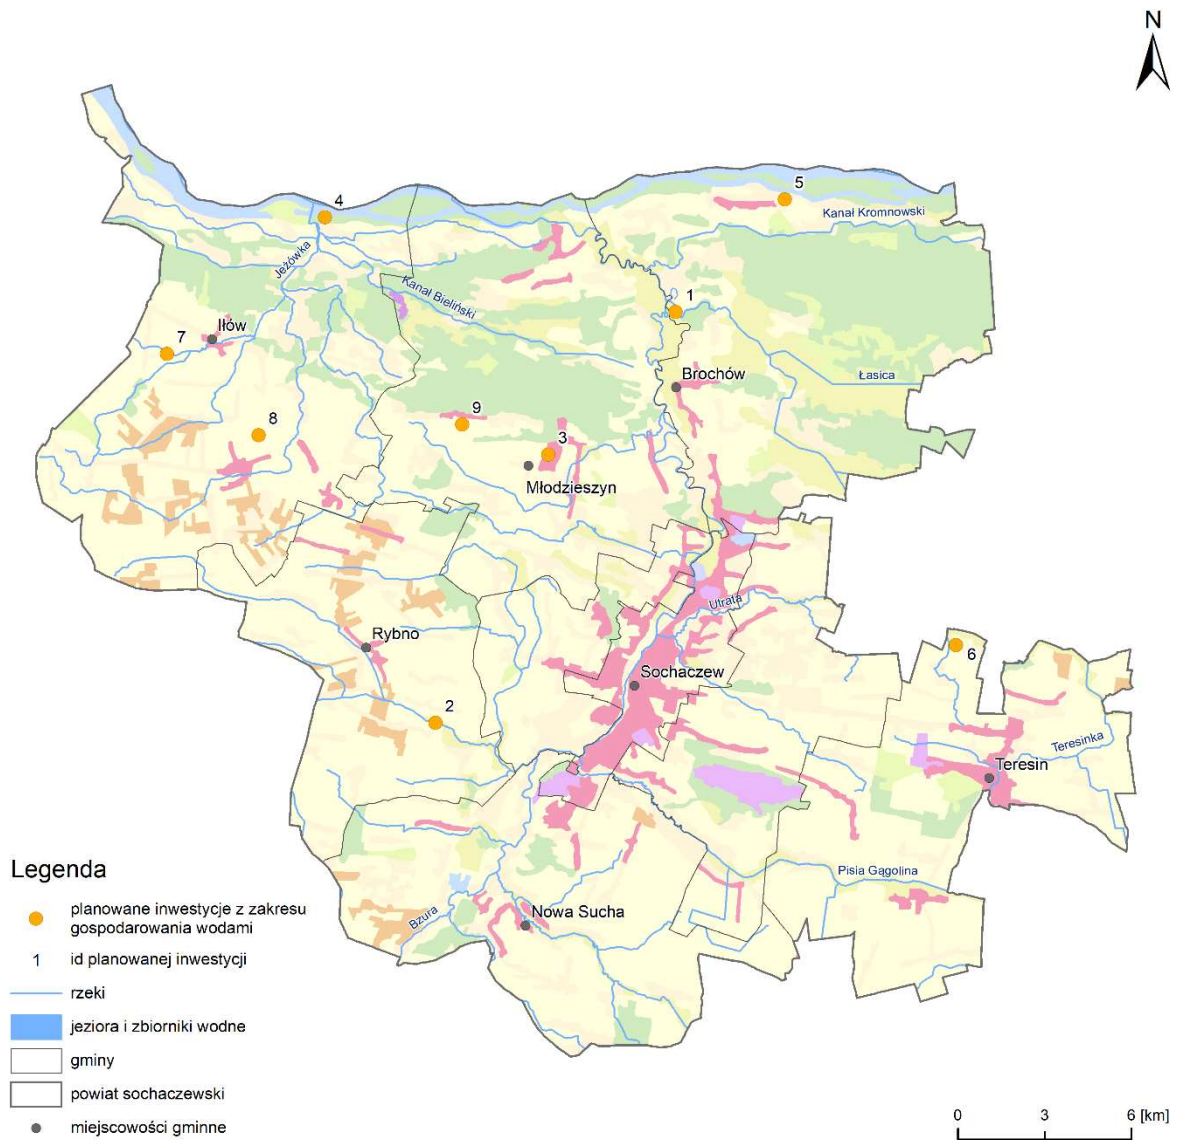 N
4
5
Kanał Kromnowski
Jeżówka
Kanał Bieliński
1
7
Iłów
Brochów
Łasica
8
9
3
Młodzieszyn
Utrata
Rybno
6
Sochaczew
2
Teresinka
Teresin
Pisia Gągolina
Nowa Sucha
Bzura
Legenda
planowane inwestycje z zakresu
gospodarowania wodami
1 id planowanej inwestycji
rzeki
jeziora i zbiorniki wodne
gminy
powiat sochaczewski
miejscowości gminne
0 3 6 [km]